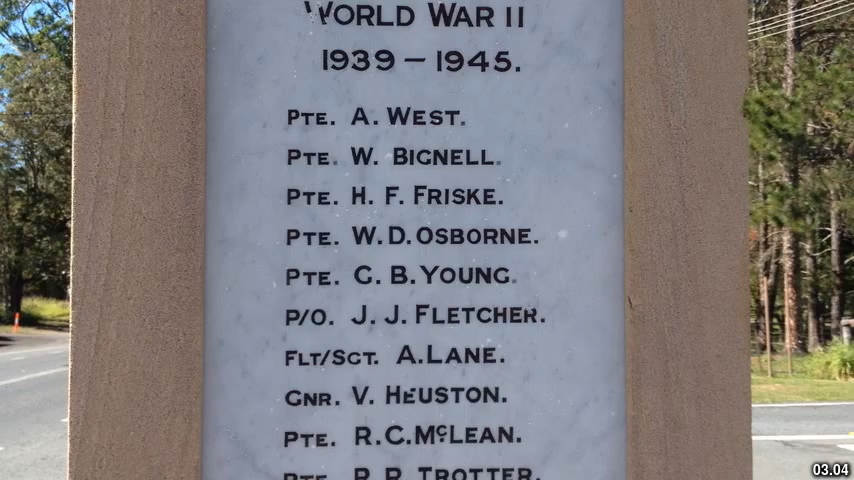 WORLD WAR II
1939 – 1945.
PTE. A. WEST.
PTE. W. BIGNELL.
PTE. H. F. FRISKE.
PTE. W. D. OSBORNE.
PTE. G. B. YOUNG.
P/O. J. J. FLETCHER.
FLT/SGT. A. LANE.
GNR. V. HEUSTON.
PTE. R. C. McLEAN.
PTE. R. R. TROTTER.
03.04